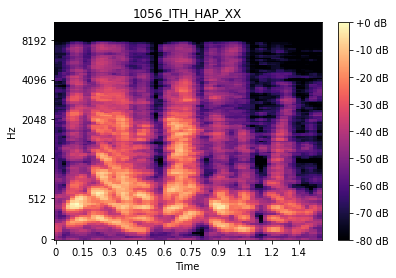 1056_ITH_HAP_XX
8192
4096
2048
1024
512
0
Hz
0 0.15 0.3 0.45 0.6 0.75 0.9 1.1 1.2 1.4
Time
+0 dB
-10 dB
-20 dB
-30 dB
-40 dB
-50 dB
-60 dB
-70 dB
-80 dB